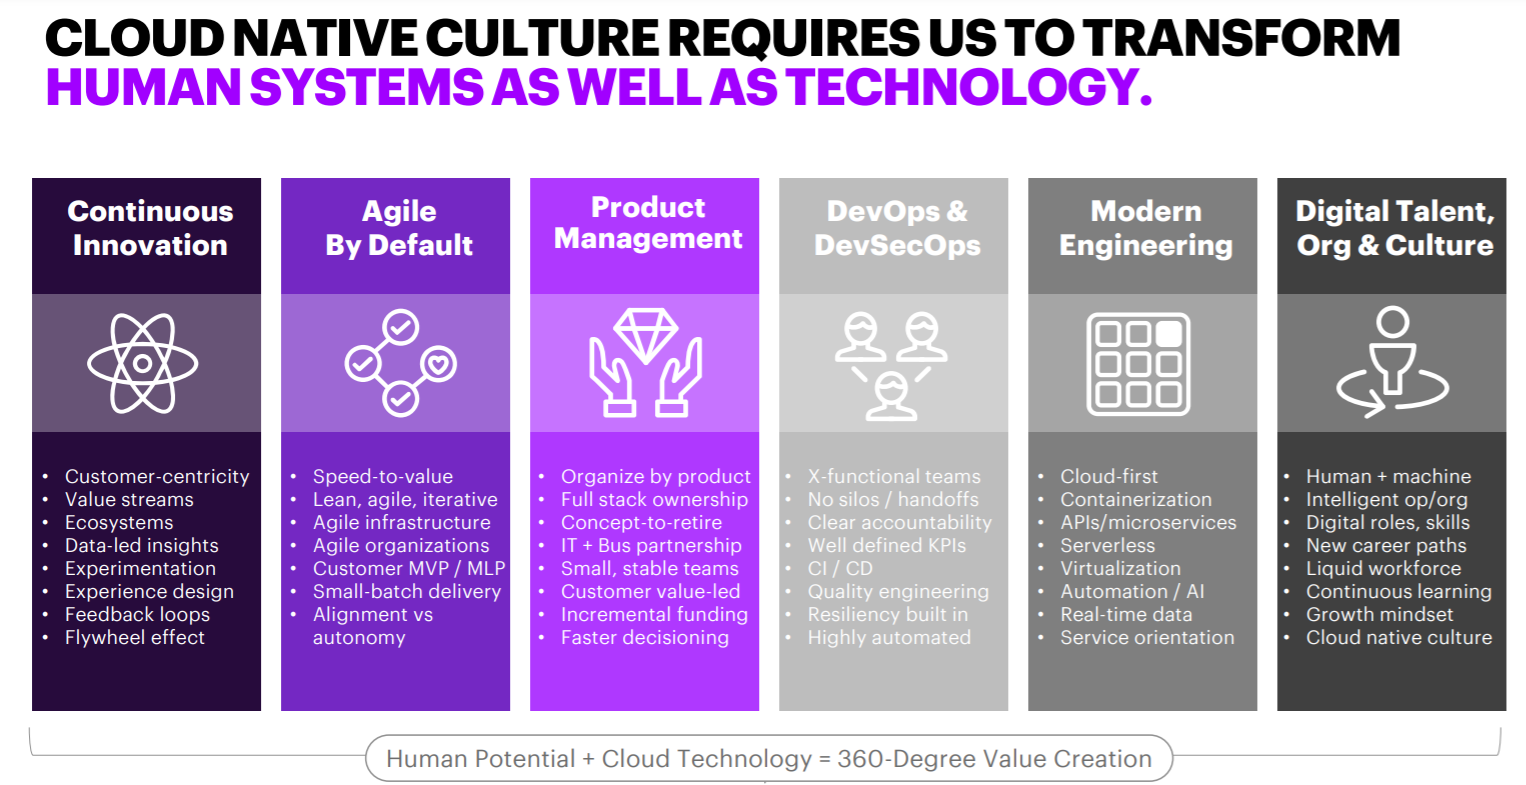 CLOUD NATIVE CULTURE REQUIRES US TO TRANSFORM
HUMAN SYSTEMS AS WELL AS TECHNOLOGY.
Continuous
Innovation
• Customer-centricity
• Value streams
• Ecosystems
• Data-led insights
• Experimentation
• Experience design
• Feedback loops
• Flywheel effect
Agile
By Default
• Speed-to-value
• Lean, agile, iterative
• Agile infrastructure
• Agile organizations
• Customer MVP / MLP
• Small-batch delivery
• Alignment vs
autonomy
Product
Management
• Organize by product
• Full stack ownership
• Concept-to-retire
• IT + Bus partnership
• Small, stable teams
• Customer value-led
• Incremental funding
• Faster decisioning
DevOps &
DevSecOps
• X-functional teams
• No silos / handoffs
• Clear accountability
• Well defined KPIs
• CI / CD
• Quality engineering
• Resiliency built in
• Highly automated
Modern
Engineering
• Cloud-first
• Containerization
• APIs/microservices
• Serverless
• Virtualization
• Automation / AI
• Real-time data
• Service orientation
Digital Talent,
Org & Culture
• Human + machine
• Intelligent op/org
• Digital roles, skills
• New career paths
• Liquid workforce
• Continuous learning
• Growth mindset
• Cloud native culture
Human Potential + Cloud Technology = 360-Degree Value Creation